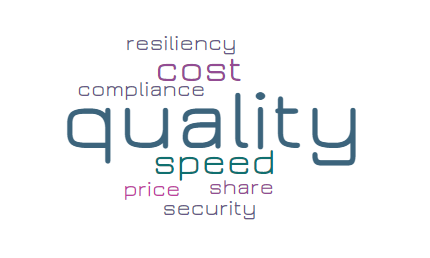 resiliency
cost
compliance
quality
speed
price share
security